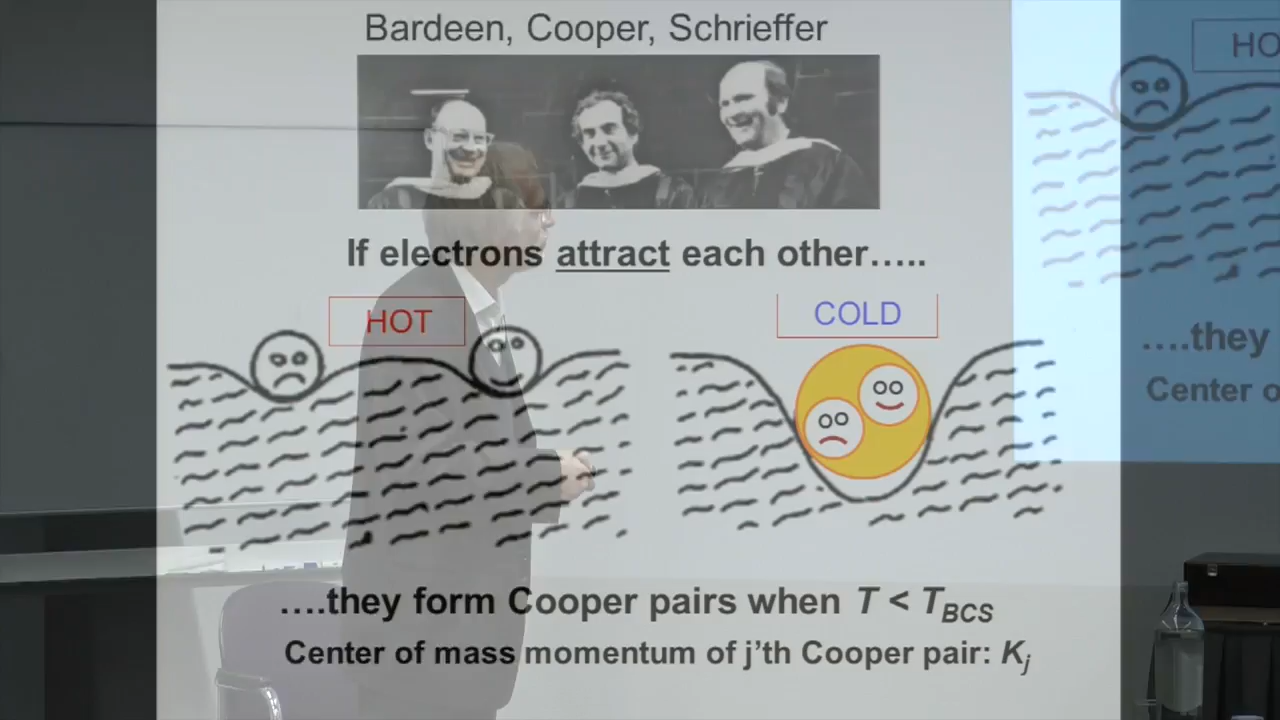 Bardeen, Cooper, Schrieffer
If electrons attract each other…..
HOT
COLD
….they form Cooper pairs when T < T_BCS
Center of mass momentum of j’th Cooper pair: K_j
HO
….they
Center o